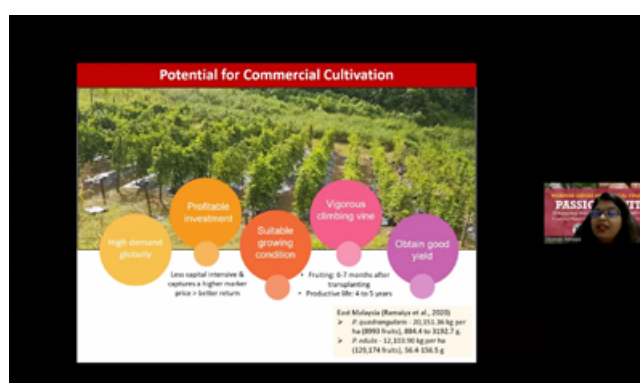 Potential for Commercial Cultivation
High demand
globally
Profitable
investment
Suitable
growing
condition
Vigorous
climbing vine
Obtain good
yield
Less capital intensive &
captures a higher marker
price > better return
• Fruiting: 6-7 months after
transplanting
• Productive life: 4 to 5 years
East Malaysia (Ramaiya et al., 2020)
➢ P. quadrangularis - 20,151.36 kg per
ha (8993 fruits), 884.4 to 3192.7 g.
➢ P. edulis - 12,103.90 kg per ha
(129,174 fruits), 56.4-156.5 g